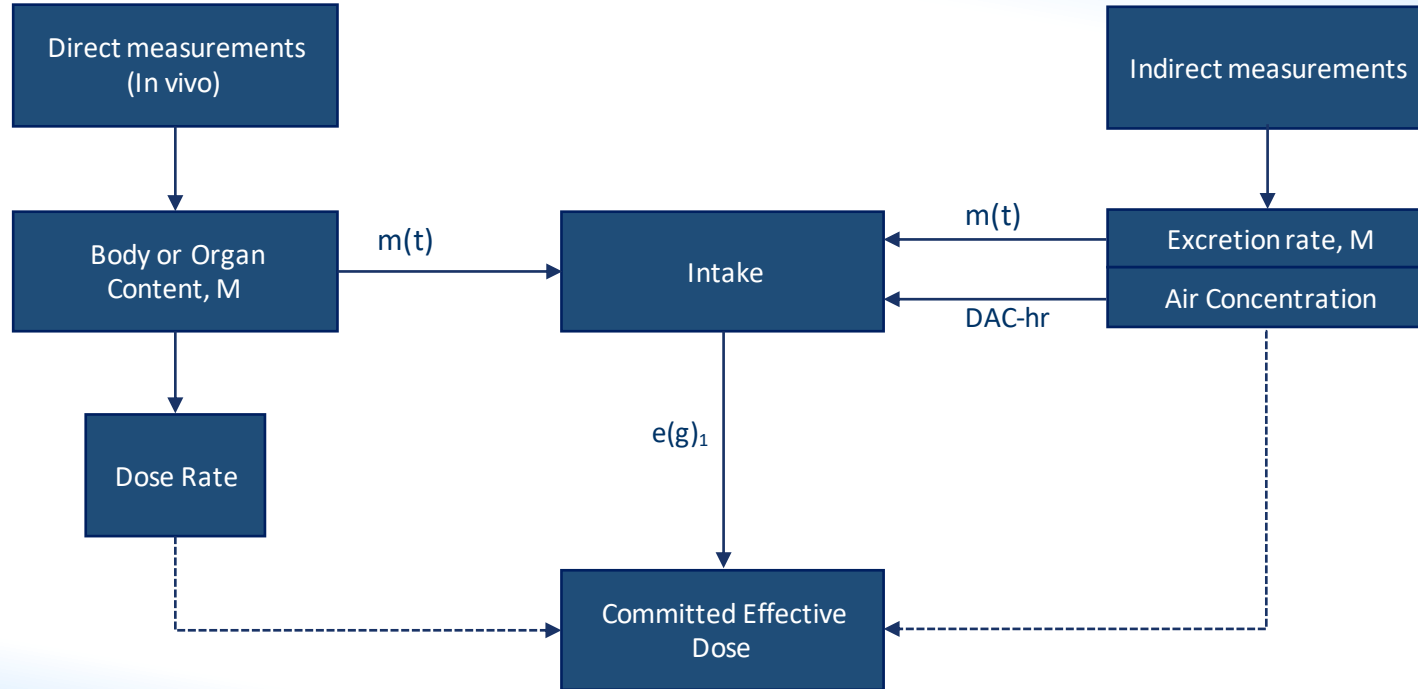 Direct measurements
(In vivo)
Indirect measurements
Body or Organ
Content, M
m(t)
Intake
m(t)
Excretion rate, M
Air Concentration
DAC-hr
Dose Rate
e(g)₁
Committed Effective
Dose